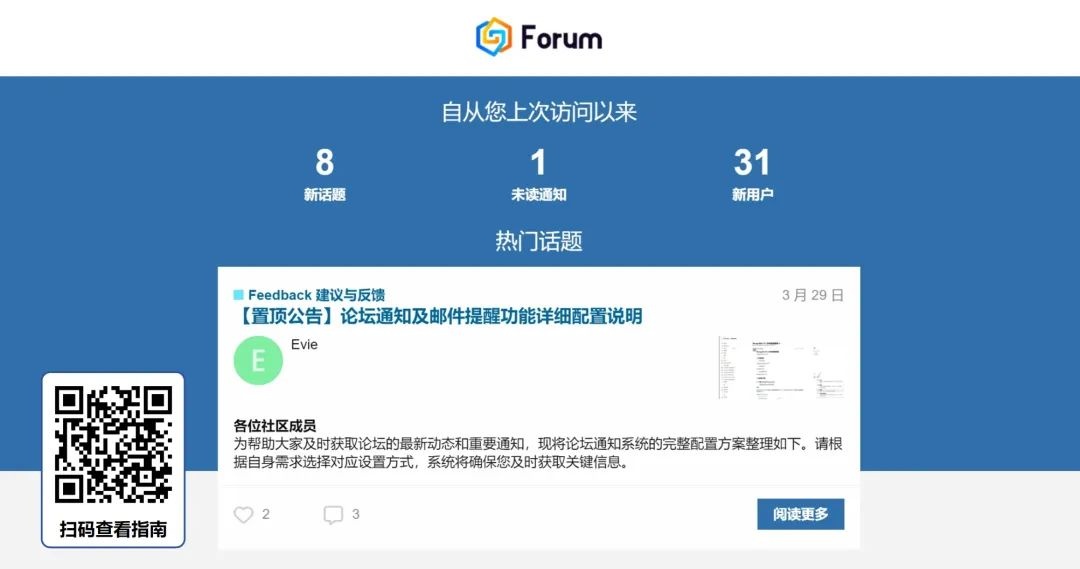 Forum
自从您上次访问以来
8
1
31
新话题
未读通知
新用户
热门话题
Feedback 建议与反馈
3 月 29 日
【置顶公告】论坛通知及邮件提醒功能详细配置说明
E
Evie
各位社区成员
为帮助大家及时获取论坛的最新动态和重要通知，现将论坛通知系统的完整配置方案整理如下。请根
据自身需求选择对应设置方式，系统将确保您及时获取关键信息。
2
3
阅读更多
扫码查看指南